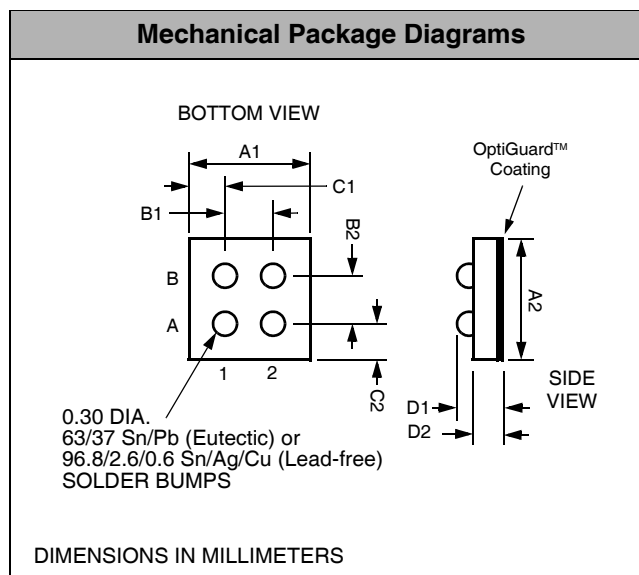 Mechanical Package Diagrams
BOTTOM VIEW
OptiGuard™
Coating
A1
C1
B1
B2
B
A
1
2
C2
A2
SIDE
VIEW
D1
D2
0.30 DIA.
63/37 Sn/Pb (Eutectic) or
96.8/2.6/0.6 Sn/Ag/Cu (Lead-free)
SOLDER BUMPS
DIMENSIONS IN MILLIMETERS